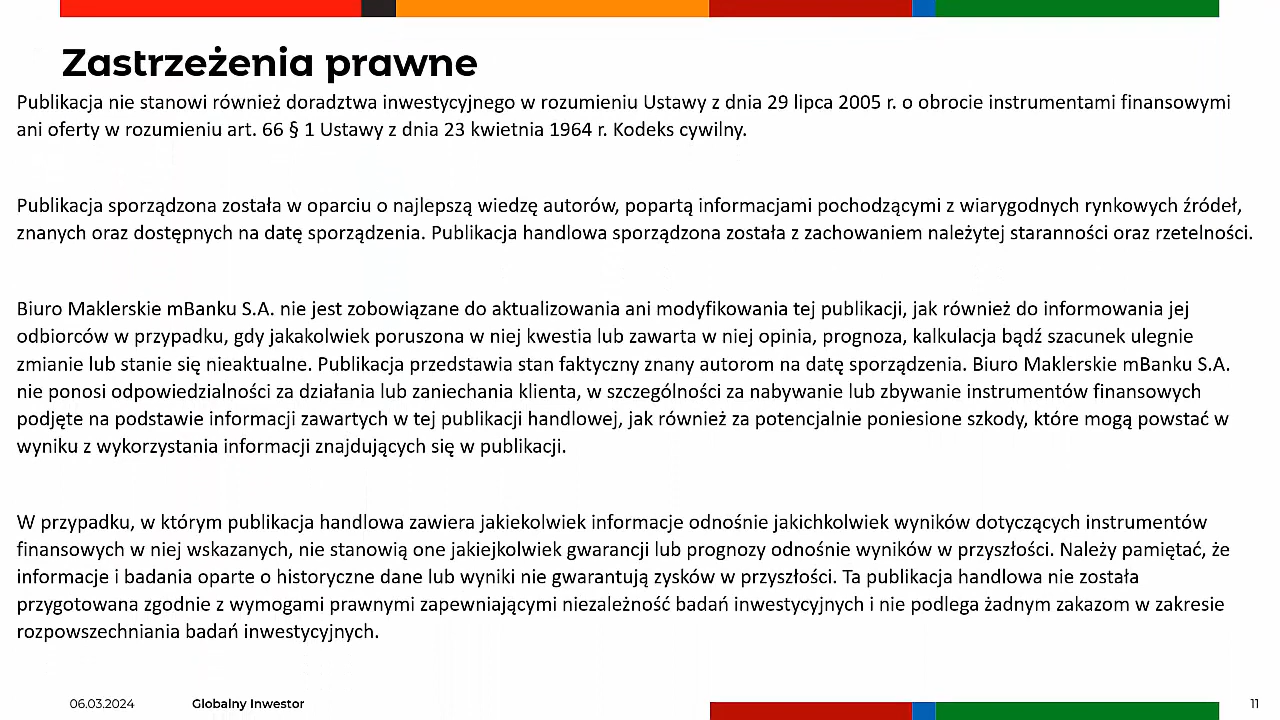 Zastrzeżenia prawne
Publikacja nie stanowi również doradztwa inwestycyjnego w rozumieniu Ustawy z dnia 29 lipca 2005 r. o obrocie instrumentami finansowymi
ani oferty w rozumieniu art. 66 § 1 Ustawy z dnia 23 kwietnia 1964 r. Kodeks cywilny.
Publikacja sporządzona została w oparciu o najlepszą wiedzę autorów, popartą informacjami pochodzącymi z wiarygodnych rynkowych źródeł,
znanych oraz dostępnych na datę sporządzenia. Publikacja handlowa sporządzona została z zachowaniem należytej staranności oraz rzetelności.
Biuro Maklerskie mBanku S.A. nie jest zobowiązane do aktualizowania ani modyfikowania tej publikacji, jak również do informowania jej
odbiorców w przypadku, gdy jakakolwiek poruszona w niej kwestia lub zawarta w niej opinia, prognoza, kalkulacja bądź szacunek ulegnie
zmianie lub stanie się nieaktualne. Publikacja przedstawia stan faktyczny znany autorom na datę sporządzenia. Biuro Maklerskie mBanku S.A.
nie ponosi odpowiedzialności za działania lub zaniechania klienta, w szczególności za nabywanie lub zbywanie instrumentów finansowych
podjęte na podstawie informacji zawartych w tej publikacji handlowej, jak również za potencjalnie poniesione szkody, które mogą powstać w
wyniku z wykorzystania informacji znajdujących się w publikacji.
W przypadku, w którym publikacja handlowa zawiera jakiekolwiek informacje odnośnie jakichkolwiek wyników dotyczących instrumentów
finansowych w niej wskazanych, nie stanowią one jakiejkolwiek gwarancji lub prognozy odnośnie wyników w przyszłości. Należy pamiętać, że
informacje i badania oparte o historyczne dane lub wyniki nie gwarantują zysków w przyszłości. Ta publikacja handlowa nie została
przygotowana zgodnie z wymogami prawnymi zapewniającymi niezależność badań inwestycyjnych i nie podlega żadnym zakazom w zakresie
rozpowszechniania badań inwestycyjnych.
06.03.2024 Globalny Inwestor 11